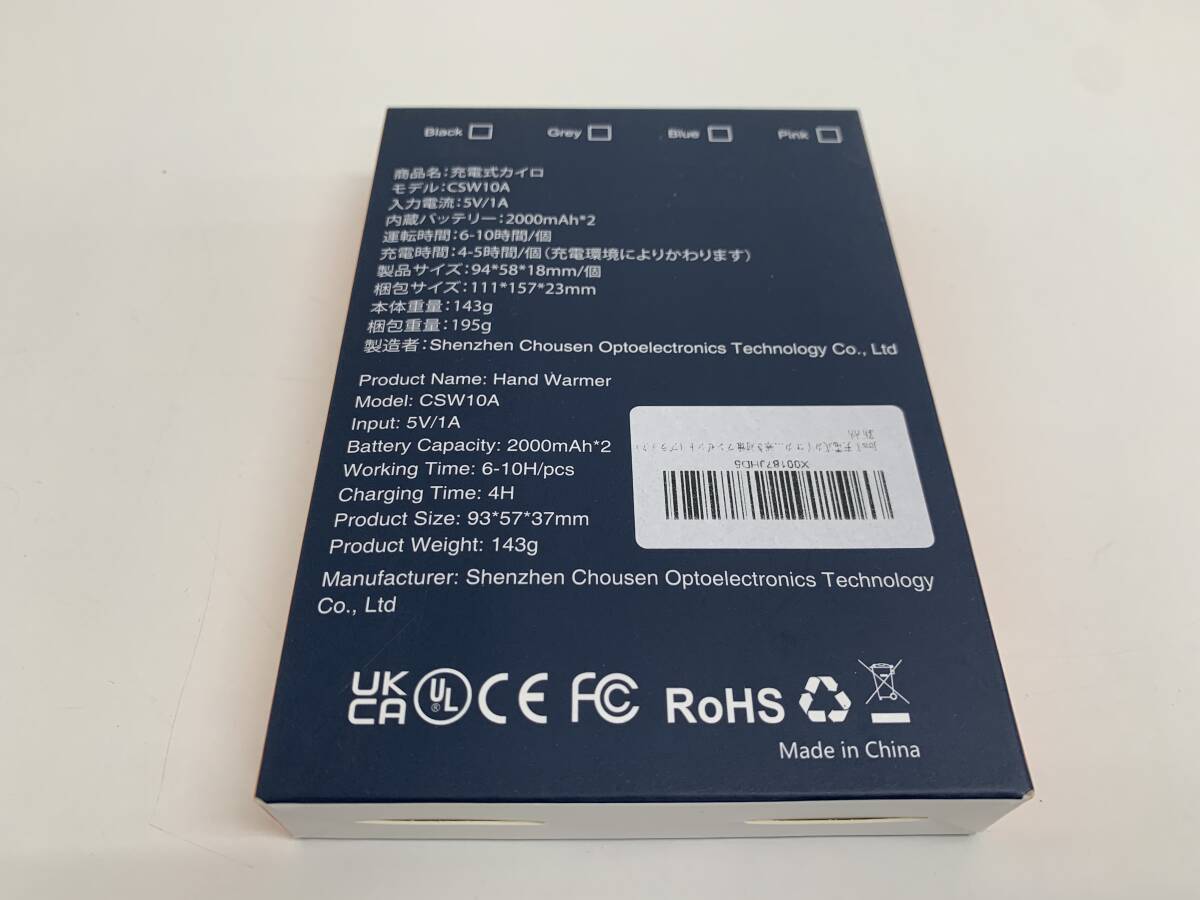 Black Grey Blue Pink
商品名：充電式カイロ
モデル：CSW10A
入力電流：5V/1A
内蔵バッテリー：2000mAh*2
運転時間：6-10時間/個
充電時間：4-5時間/個（充電環境によりかわります）
製品サイズ：94*58*18mm/個
梱包サイズ：111*157*23mm
本体重量：143g
梱包重量：195g
製造者：Shenzhen Chousen Optoelectronics Technology Co., Ltd
Product Name: Hand Warmer
Model: CSW10A
Input: 5V/1A
Battery Capacity: 2000mAh*2
Working Time: 6-10H/pcs
Charging Time: 4H
Product Size: 93*57*37mm
Product Weight: 143g
Manufacturer: Shenzhen Chousen Optoelectronics Technology
Co., Ltd
X001B7JHD5
新品
UK
CA
UL
CE FC RoHS
Made in China